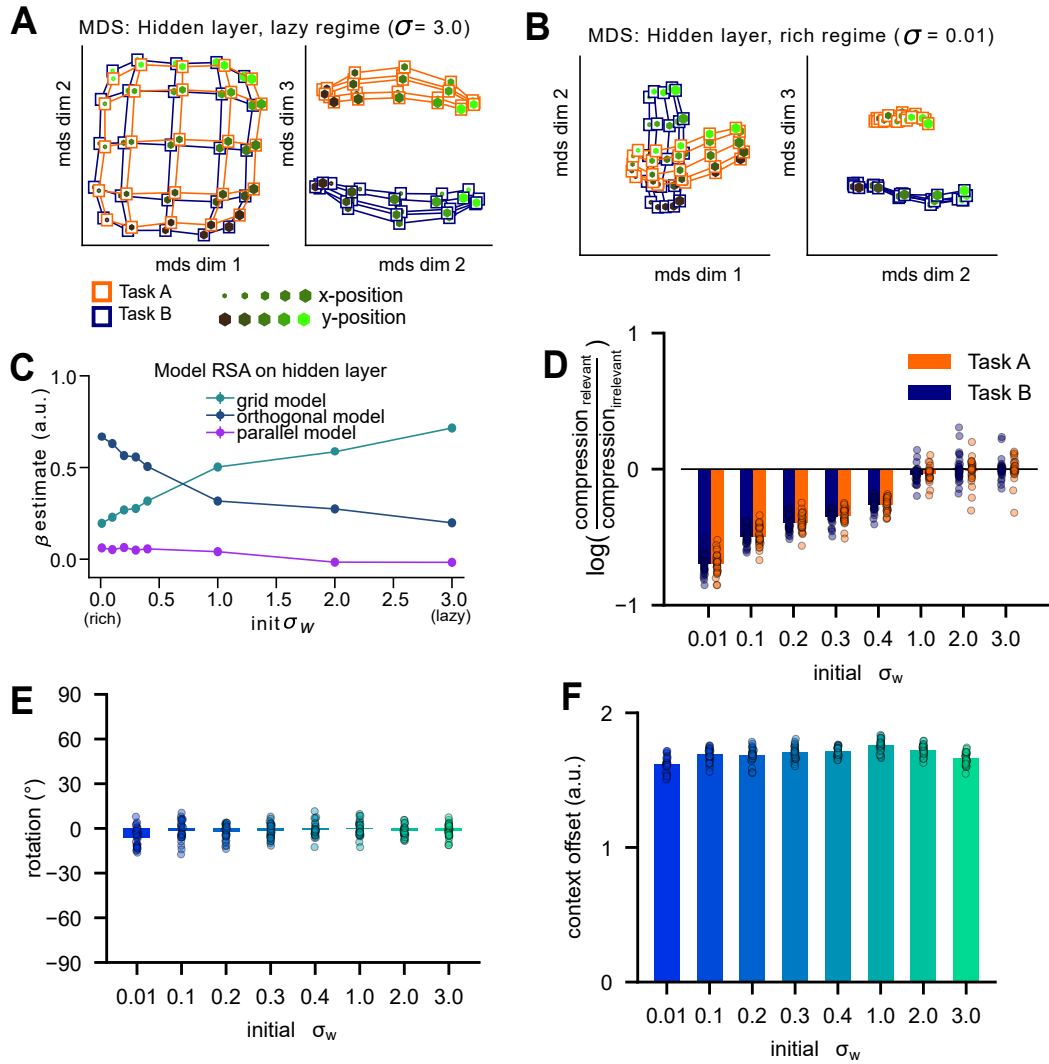 A
MDS: Hidden layer, lazy regime (σ = 3.0)
mds dim 2
mds dim 1
mds dim 3
mds dim 2
Task A
Task B
x-position
y-position
B
MDS: Hidden layer, rich regime (σ = 0.01)
mds dim 2
mds dim 1
mds dim 3
mds dim 2
C
Model RSA on hidden layer
grid model
orthogonal model
parallel model
β estimate (a.u.)
1.0
0.5
0.0
0.0 0.5 1.0 2.0 3.0
(rich) (lazy)
init σw
D
log( compression relevant / compression irrelevant )
Task A
Task B
1
0
−1
0.01 0.1 0.2 0.3 0.4 1.0 2.0 3.0
initial σw
E
rotation (°)
90
60
30
0
−30
−60
−90
0.01 0.1 0.2 0.3 0.4 1.0 2.0 3.0
initial σw
F
context offset (a.u.)
2
1
0
0.01 0.1 0.2 0.3 0.4 1.0 2.0 3.0
initial σw